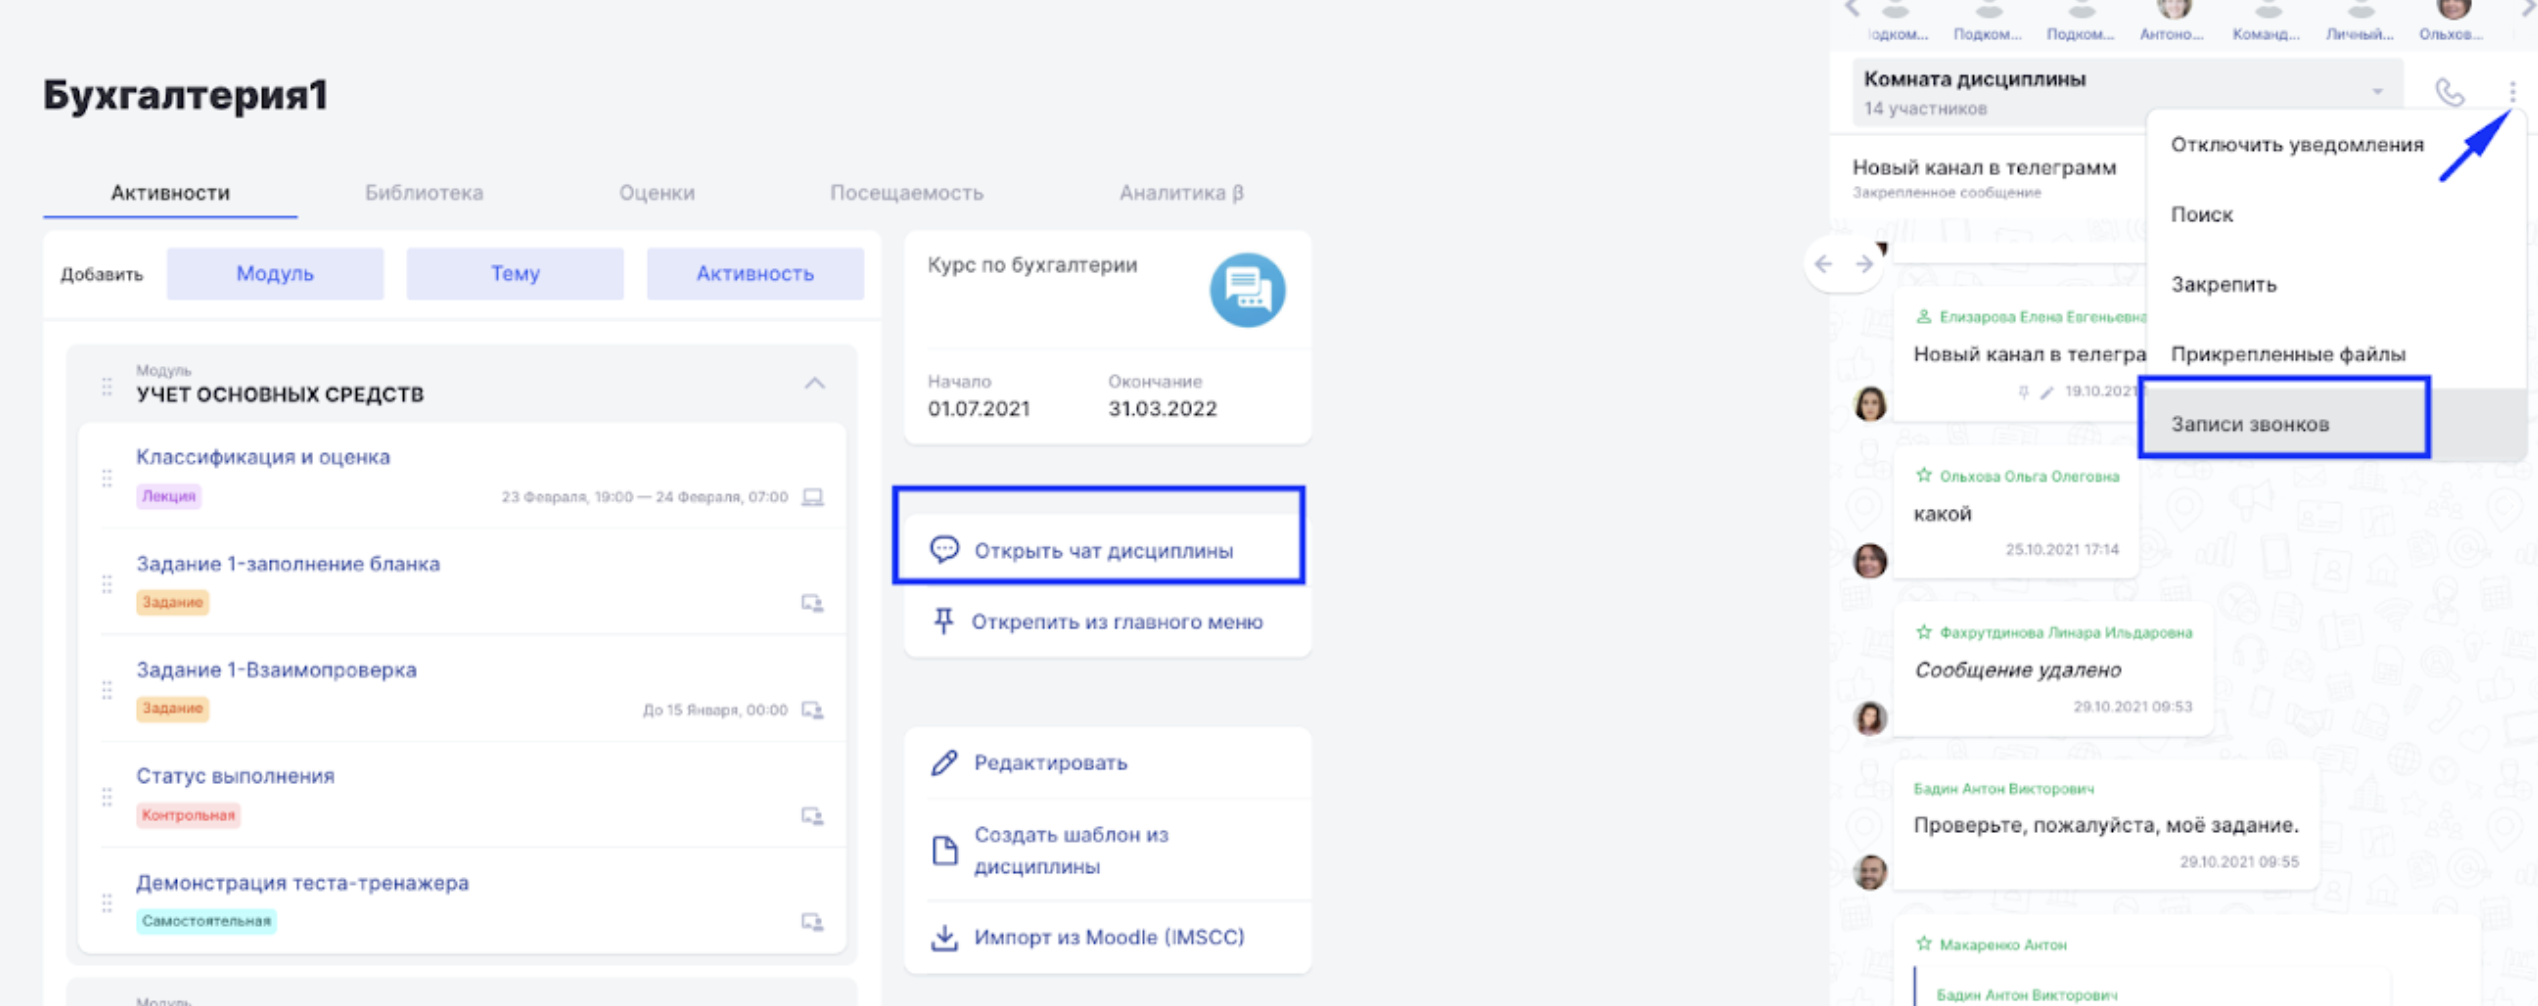 Бухгалтерия1
Активности
Библиотека
Оценки
Посещаемость
Аналитика β
Добавить
Модуль
Тему
Активность
Модуль
УЧЕТ ОСНОВНЫХ СРЕДСТВ
Классификация и оценка
Лекция
23 Февраля, 19:00 — 24 Февраля, 07:00
Задание 1-заполнение бланка
Задание
Задание 1-Взаимопроверка
Задание
До 15 Января, 00:00
Статус выполнения
Контрольная
Демонстрация теста-тренажера
Самостоятельная
Модуль
Курс по бухгалтерии
Начало
Окончание
01.07.2021
31.03.2022
Открыть чат дисциплины
Открепить из главного меню
Редактировать
Создать шаблон из
дисциплины
Импорт из Moodle (IMSCC)
Подком...
Подком...
Антоно...
Команд...
Личный...
Ольхов...
Комната дисциплины
14 участников
Новый канал в телеграмм
Закрепленное сообщение
Отключить уведомления
Поиск
Закрепить
Прикрепленные файлы
Записи звонков
Елизарова Елена Евгеньевна
Новый канал в телегра
19.10.2021
Ольхова Ольга Олеговна
какой
25.10.2021 17:14
Фахрутдинова Линара Ильдаровна
Сообщение удалено
29.10.2021 09:53
Бадин Антон Викторович
Проверьте, пожалуйста, моё задание.
29.10.2021 09:55
Макаренко Антон
Бадин Антон Викторович